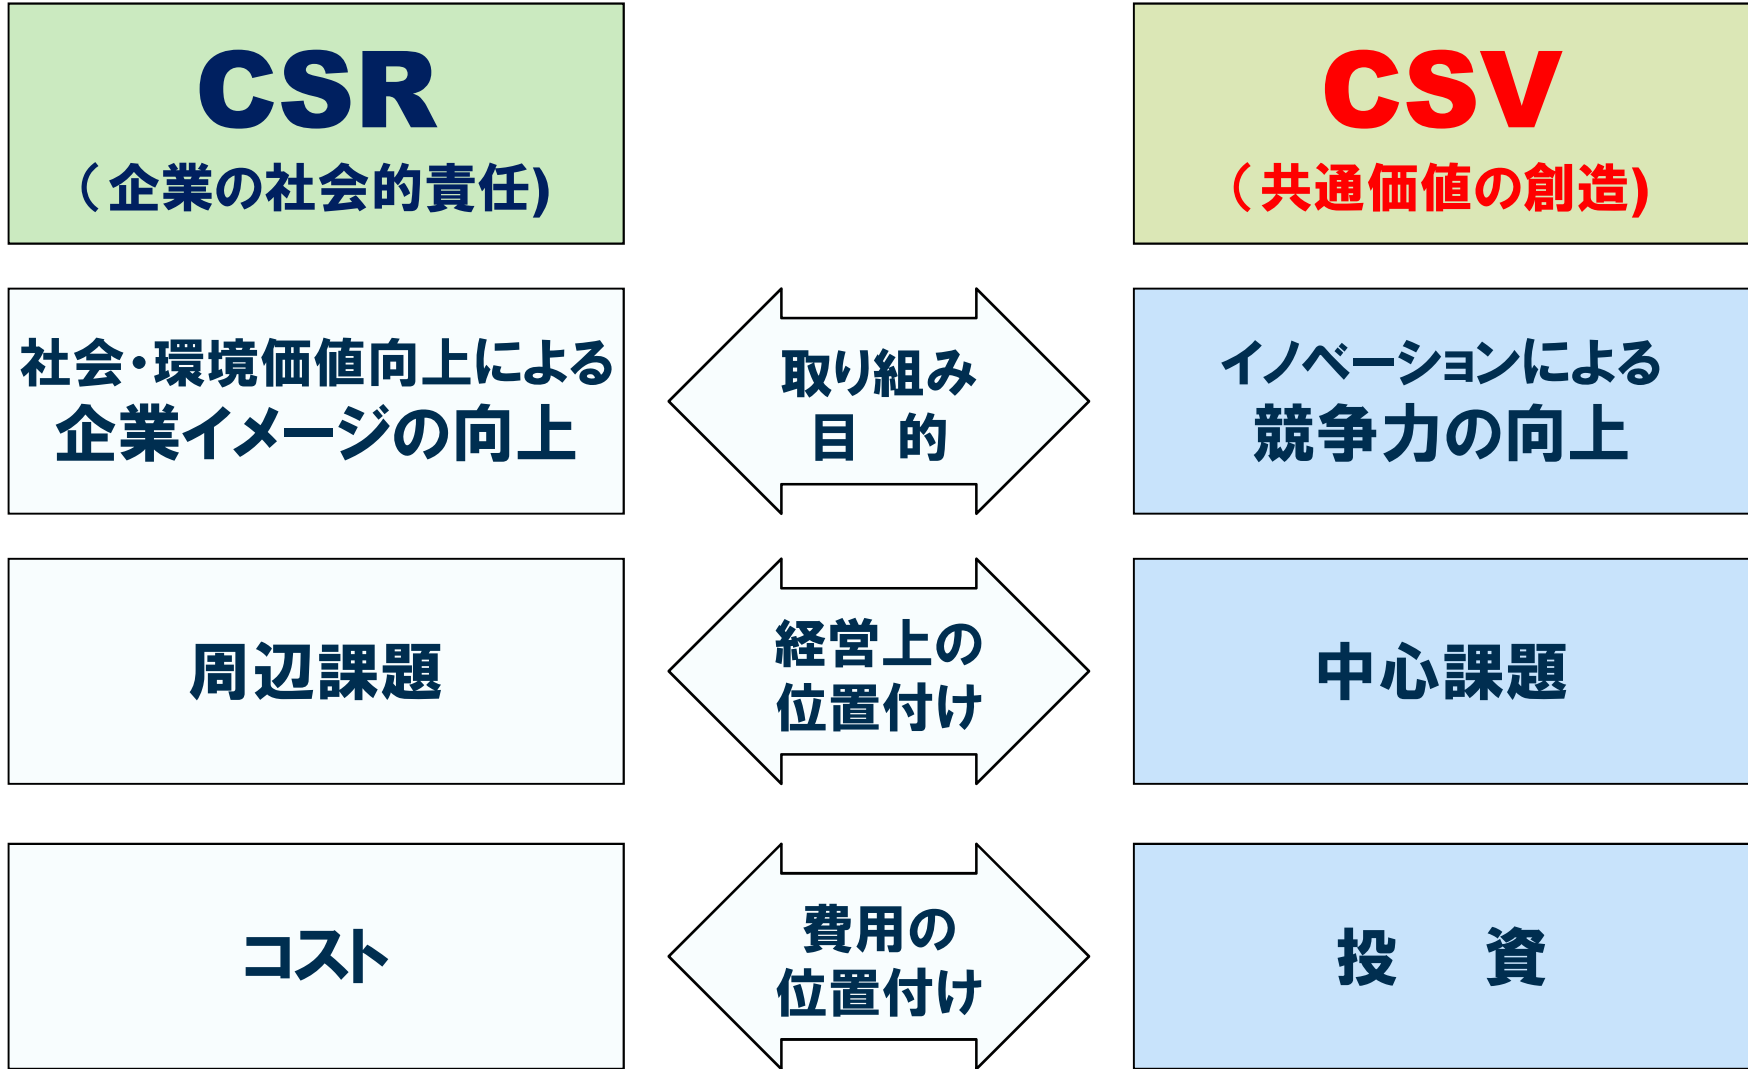 CSR
（企業の社会的責任)
CSV
（共通価値の創造)
社会・環境価値向上による
企業イメージの向上
取り組み
目　的
イノベーションによる
競争力の向上
周辺課題
経営上の
位置付け
中心課題
コスト
費用の
位置付け
投　資